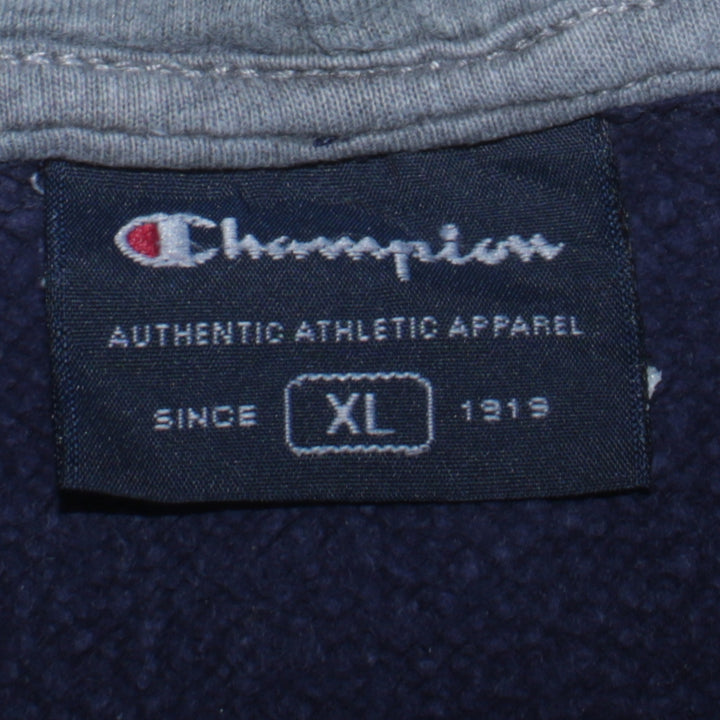 Champion
AUTHENTIC ATHLETIC APPAREL
SINCE XL 1919